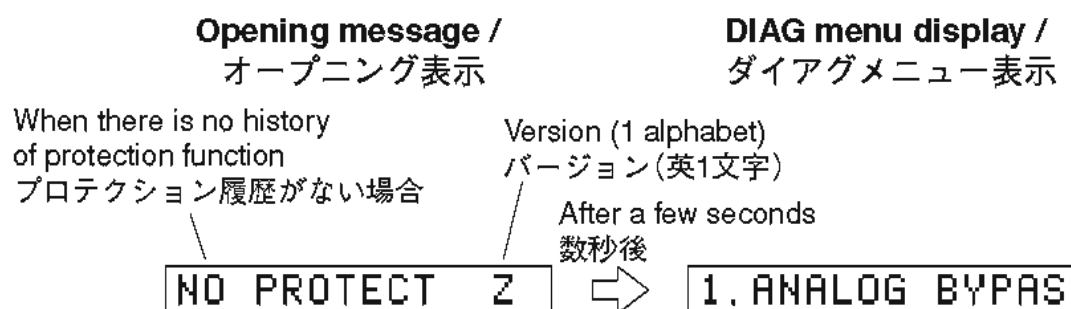 Opening message /
オープニング表示
DIAG menu display /
ダイアグメニュー表示
When there is no history
of protection function
プロテクション履歴がない場合
Version (1 alphabet)
バージョン（英1文字）
After a few seconds
数秒後
NO PROTECT Z
1. ANALOG BYPAS